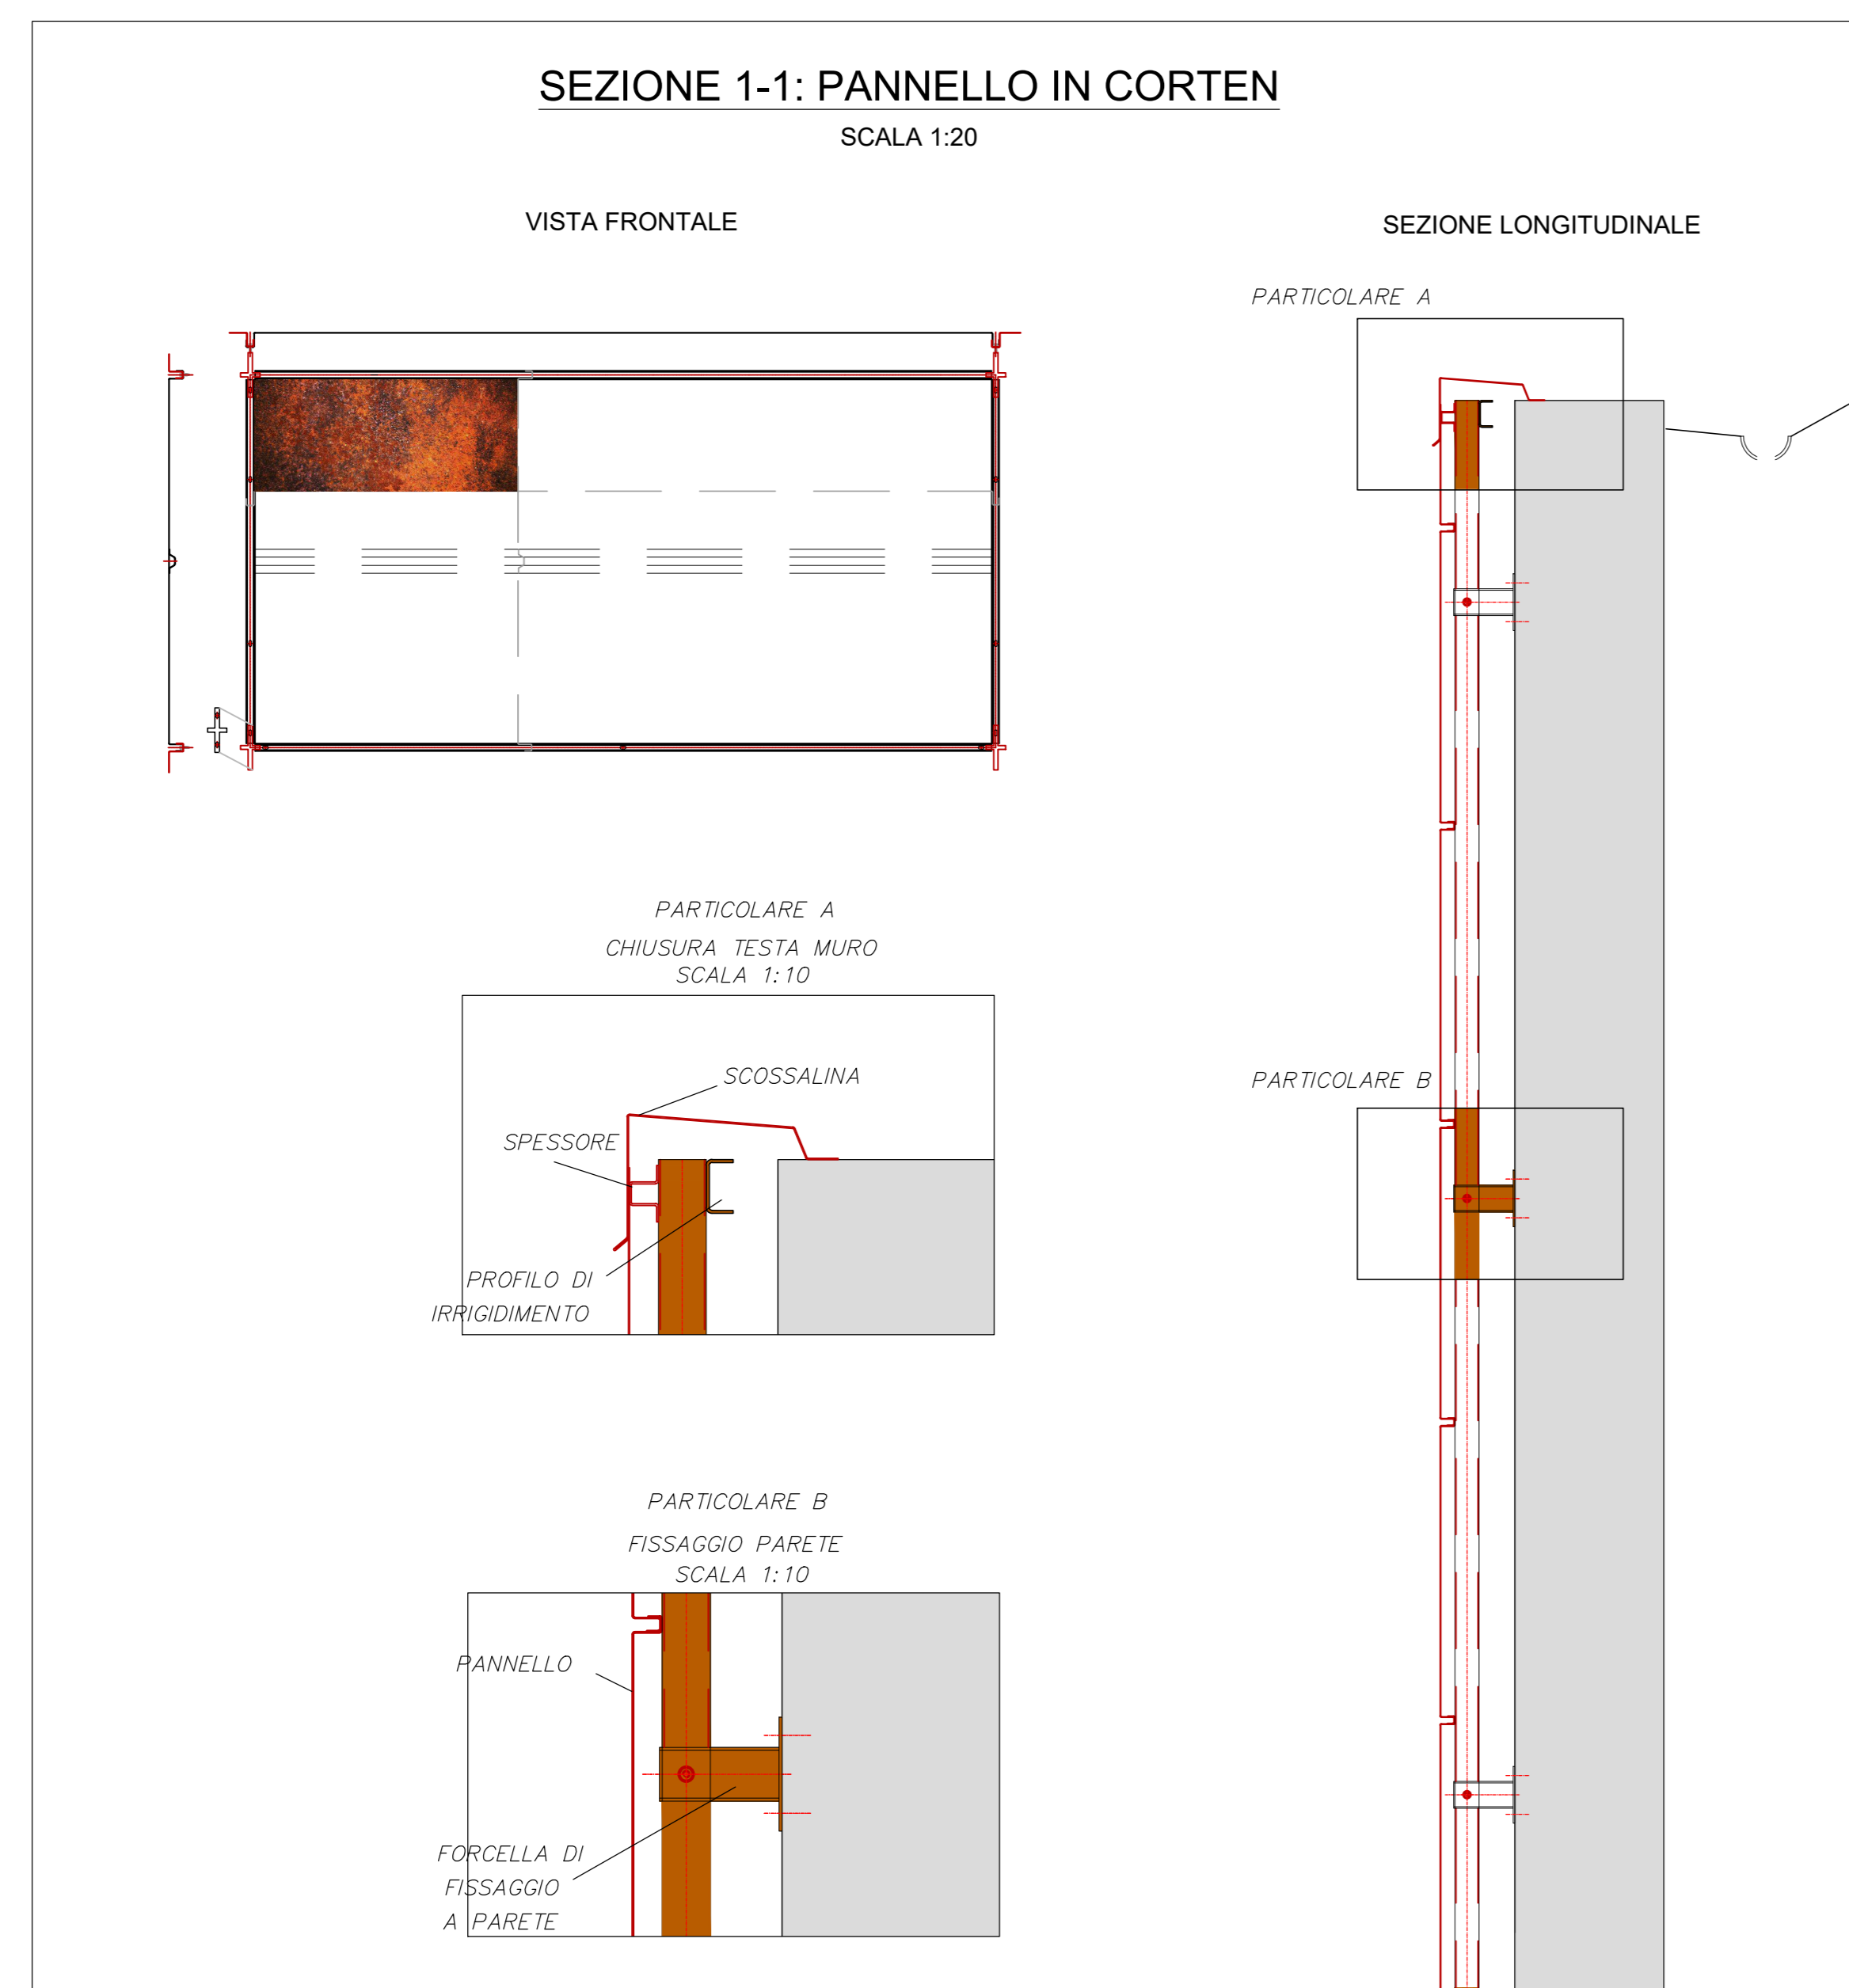 SEZIONE 1-1: PANNELLO IN CORTEN
SCALA 1:20
VISTA FRONTALE
SEZIONE LONGITUDINALE
PARTICOLARE A
PARTICOLARE A
CHIUSURA TESTA MURO
SCALA 1:10
SCOSSALINA
SPESSORE
PROFILO DI
IRRIGIDIMENTO
PARTICOLARE B
PARTICOLARE B
FISSAGGIO PARETE
SCALA 1:10
PANNELLO
FORCELLA DI
FISSAGGIO
A PARETE